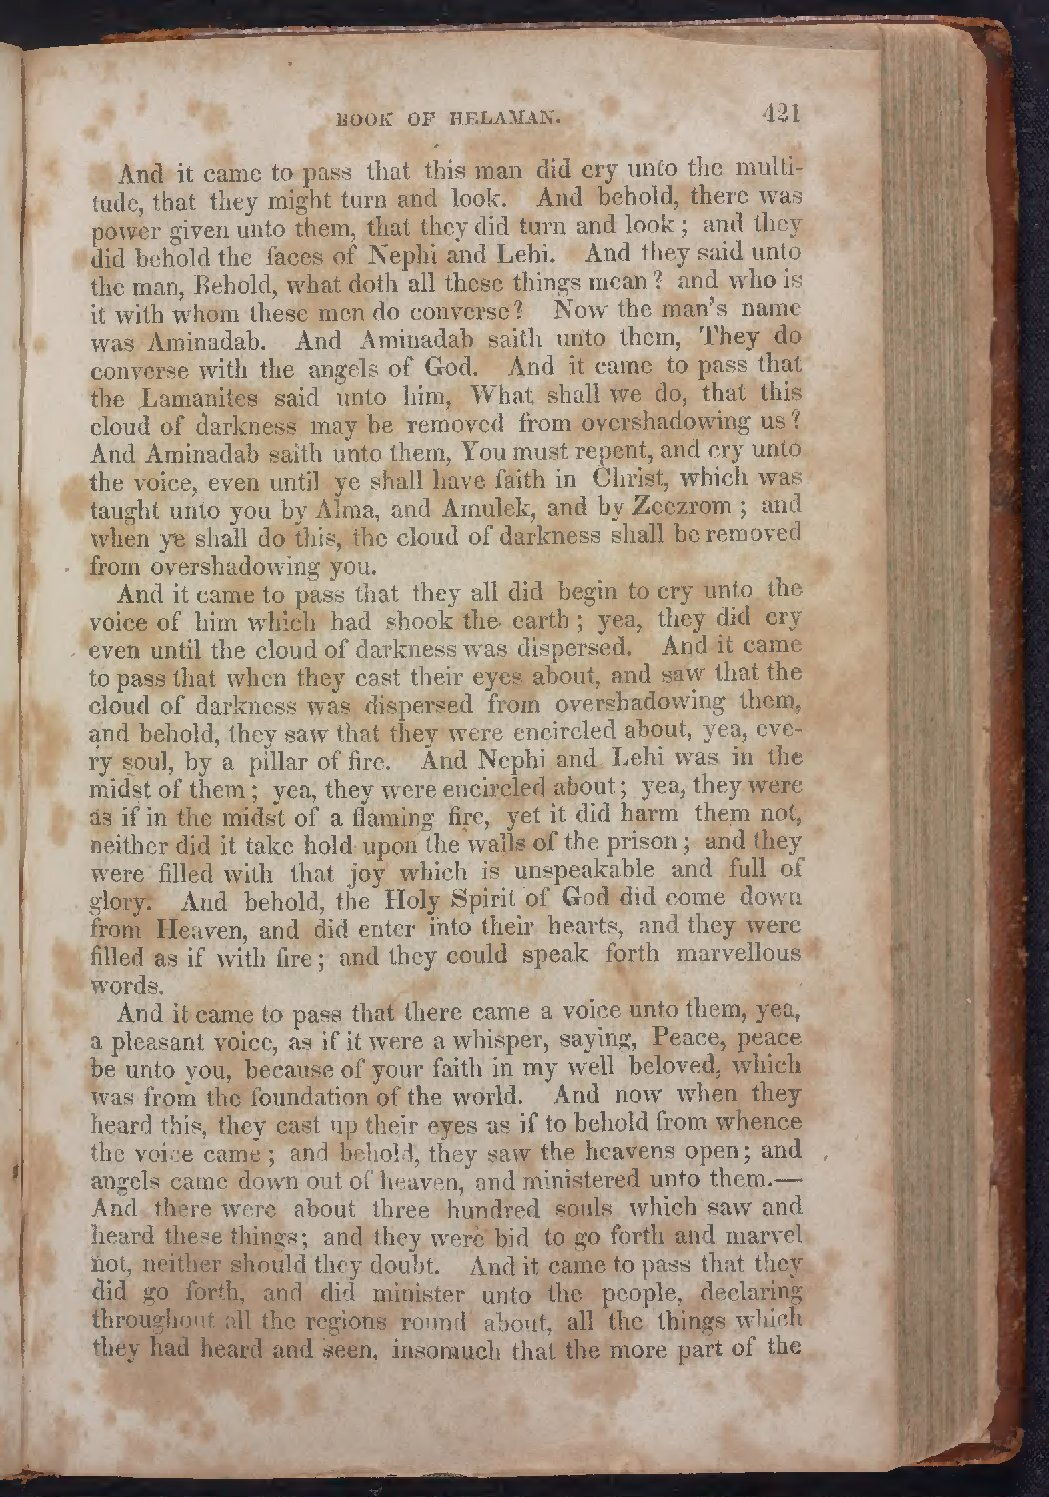 BOOK OF HELAMAN. 421
And it came to pass that this man did cry unto the multi-
tude, that they might turn and look. And behold, there was
power given unto them, that they did turn and look; and they
did behold the faces of Nephi and Lehi. And they said unto
the man, Behold, what doth all these things mean? and who is
it with whom these men do converse? Now the man's name
was Aminadab. And Aminadab saith unto them, They do
converse with the angels of God. And it came to pass that
the Lamanites said unto him, What shall we do, that this
cloud of darkness may be removed from overshadowing us?
And Aminadab saith unto them, You must repent, and cry unto
the voice, even until ye shall have faith in Christ, which was
taught unto you by Alma, and Amulek, and by Zeezrom; and
when ye shall do this, the cloud of darkness shall be removed
from overshadowing you.
And it came to pass that they all did begin to cry unto the
voice of him which had shook the earth; yea, they did cry
even until the cloud of darkness was dispersed. And it came
to pass that when they cast their eyes about, and saw that the
cloud of darkness was dispersed from overshadowing them,
and behold, they saw that they were encircled about, yea, eve-
ry soul, by a pillar of fire. And Nephi and Lehi was in the
midst of them; yea, they were encircled about; yea, they were
as if in the midst of a flaming fire, yet it did harm them not,
neither did it take hold upon the walls of the prison; and they
were filled with that joy which is unspeakable and full of
glory. And behold, the Holy Spirit of God did come down
from Heaven, and did enter into their hearts, and they were
filled as if with fire; and they could speak forth marvellous
words.
And it came to pass that there came a voice unto them, yea,
a pleasant voice, as if it were a whisper, saying, Peace, peace
be unto you, because of your faith in my well beloved, which
was from the foundation of the world. And now when they
heard this, they cast up their eyes as if to behold from whence
the voice came; and behold, they saw the heavens open; and
angels came down out of heaven, and ministered unto them.—
And there were about three hundred souls which saw and
heard these things; and they were bid to go forth and marvel
not, neither should they doubt. And it came to pass that they
did go forth, and did minister unto the people, declaring
throughout all the regions round about, all the things which
they had heard and seen, insomuch that the more part of the